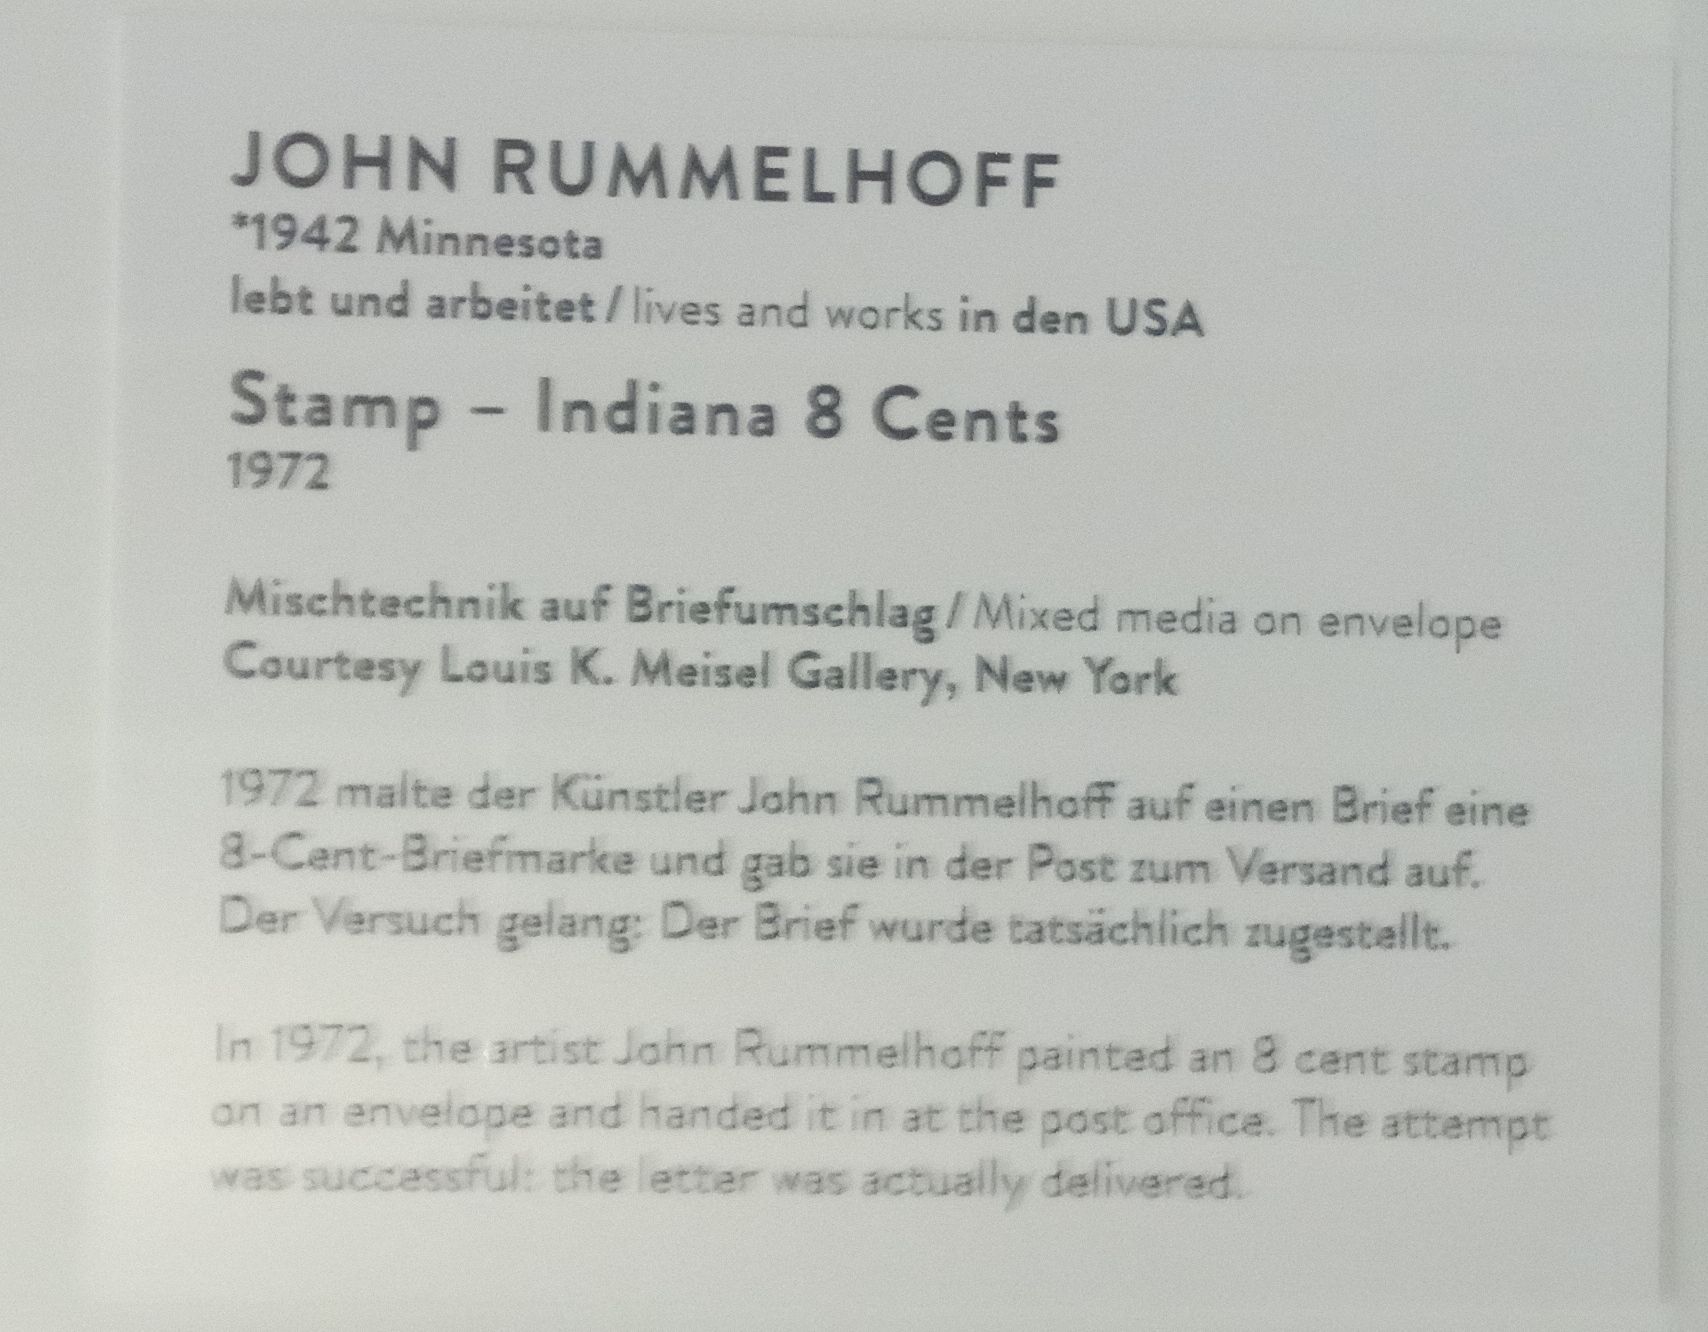 JOHN RUMMELHOFF
*1942 Minnesota
lebt und arbeitet / lives and works in den USA
Stamp – Indiana 8 Cents
1972
Mischtechnik auf Briefumschlag / Mixed media on envelope
Courtesy Louis K. Meisel Gallery, New York
1972 malte der Künstler John Rummelhoff auf einen Brief eine
8-Cent-Briefmarke und gab sie in der Post zum Versand auf.
Der Versuch gelang: Der Brief wurde tatsächlich zugestellt.
In 1972, the artist John Rummelhoff painted an 8 cent stamp
on an envelope and handed it in at the post office. The attempt
was successful: the letter was actually delivered.